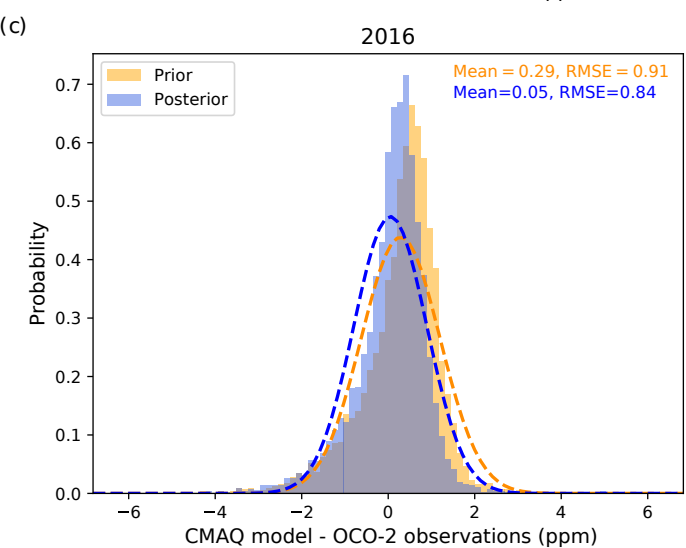 (c)
2016
Prior
Posterior
Mean = 0.29, RMSE = 0.91
Mean=0.05, RMSE=0.84
Probability
0.7
0.6
0.5
0.4
0.3
0.2
0.1
0.0
−6 −4 −2 0 2 4 6
CMAQ model - OCO-2 observations (ppm)